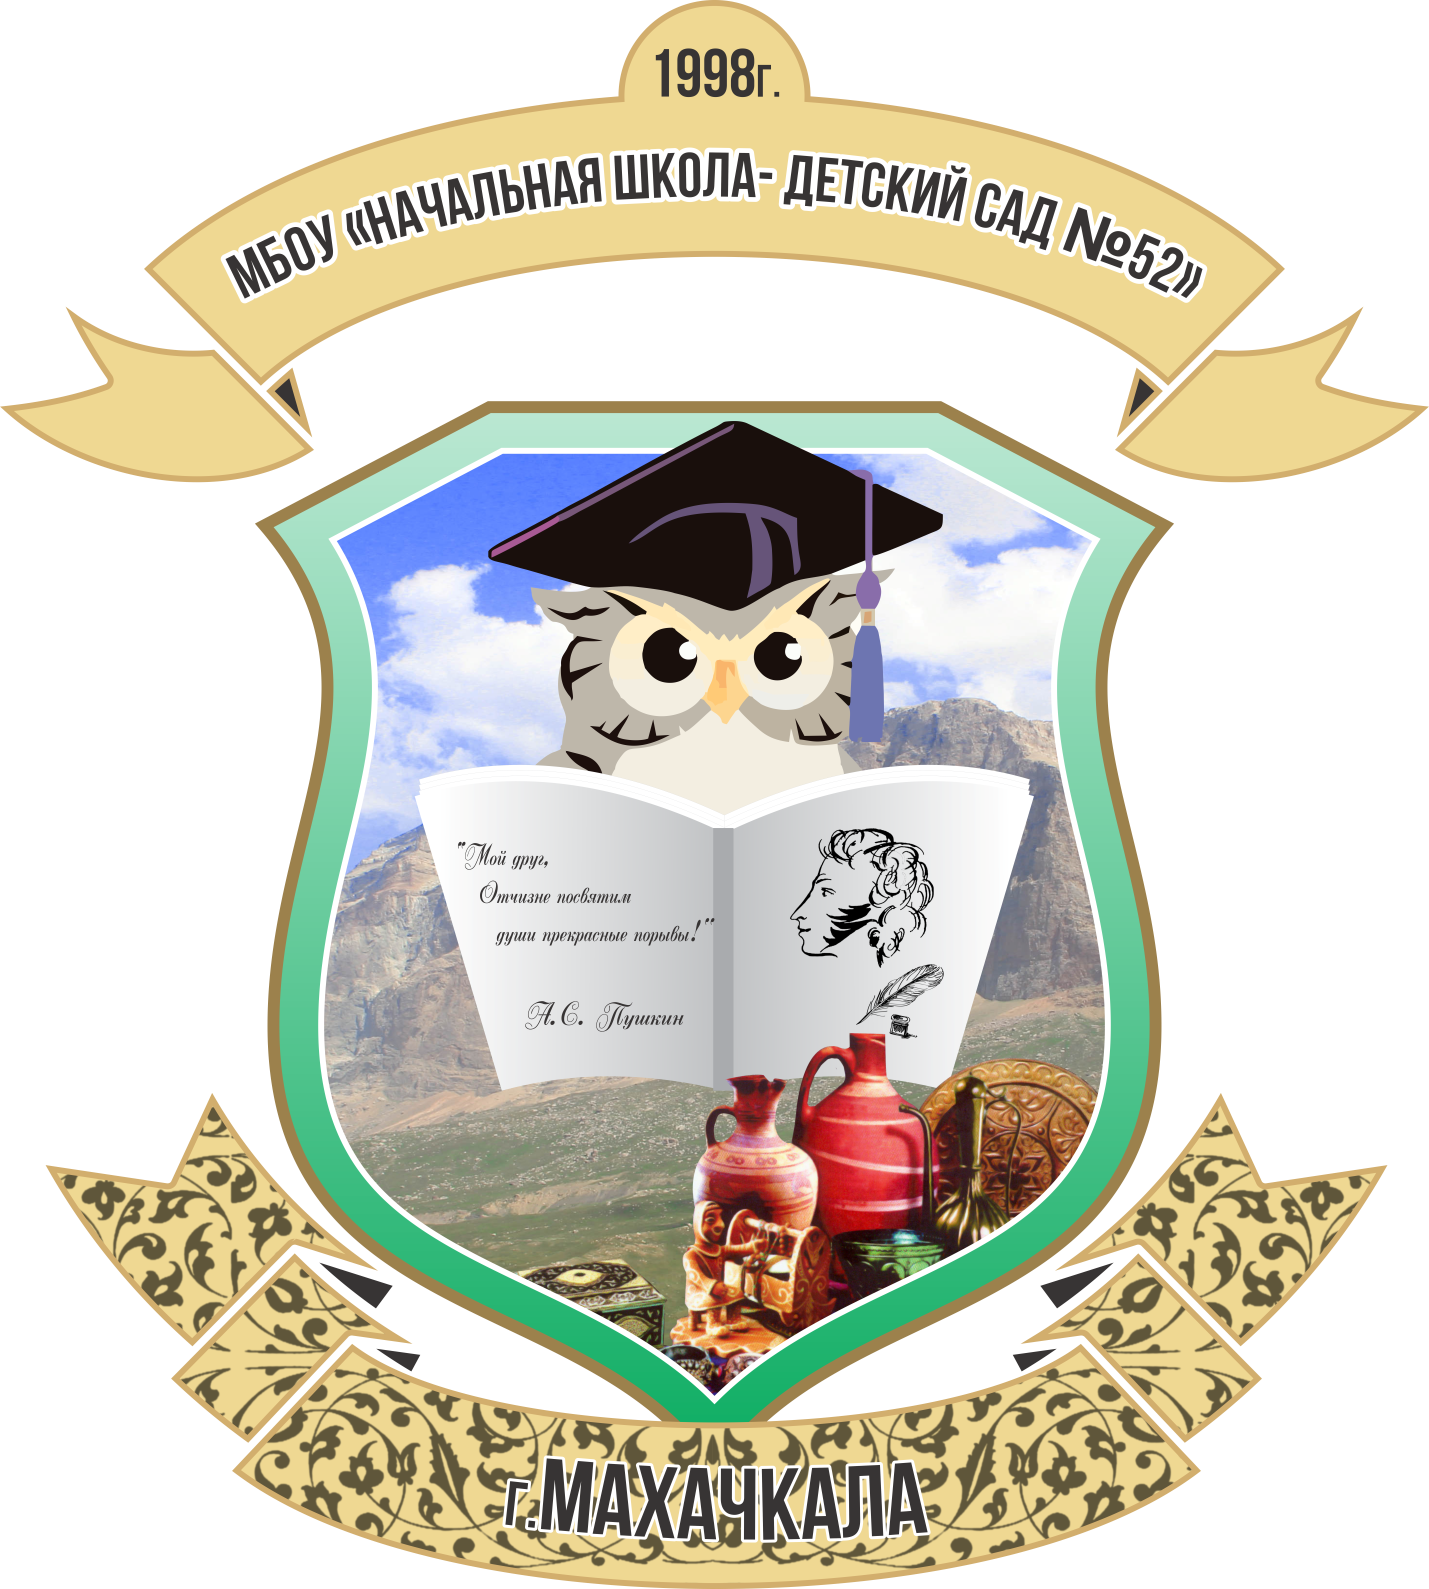 1998г.
МБОУ «НАЧАЛЬНАЯ ШКОЛА- ДЕТСКИЙ САД №52»
"Мой друг,
Отчизне посвятим
души прекрасные порывы!"
А.С. Пушкин
г.МАХАЧКАЛА